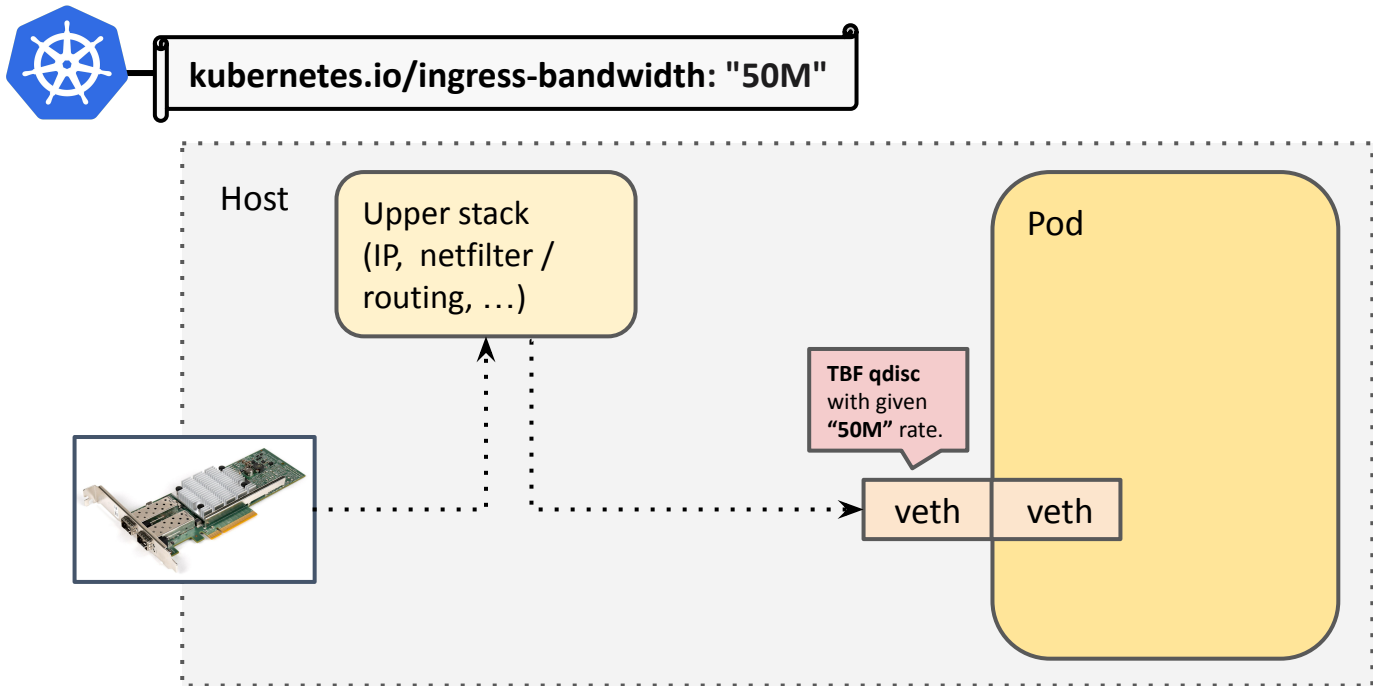 kubernetes.io/ingress-bandwidth: "50M"
Host
Upper stack
(IP, netfilter /
routing, …)
Pod
TBF qdisc
with given
“50M” rate.
veth
veth